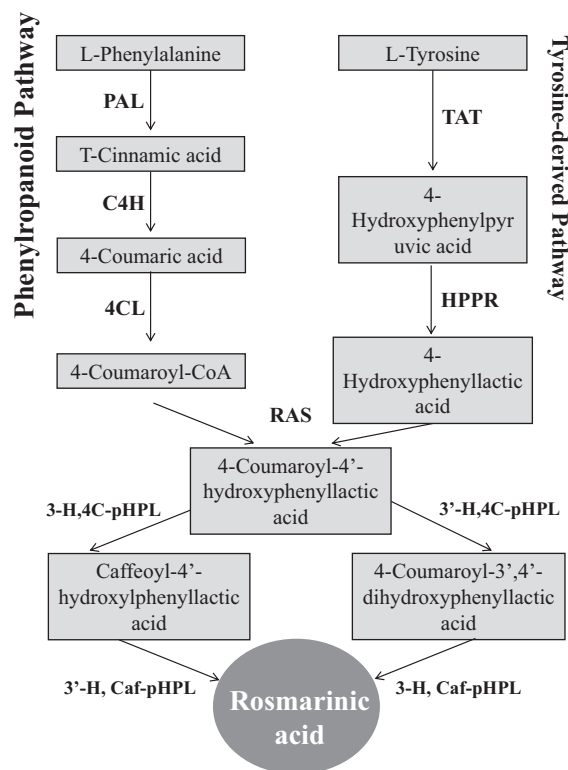 Phenylropanoid Pathway
L-Phenylalanine
PAL
T-Cinnamic acid
C4H
4-Coumaric acid
4CL
4-Coumaroyl-CoA
Tyrosine-derived Pathway
L-Tyrosine
TAT
4-
Hydroxyphenylpyr
uvic acid
HPPR
4-
Hydroxyphenyllactic
acid
RAS
4-Coumaroyl-4’-
hydroxyphenyllactic
acid
3-H,4C-pHPL
3’-H,4C-pHPL
Caffeoyl-4’-
hydroxylphenyllactic
acid
4-Coumaroyl-3’,4’-
dihydroxyphenyllactic
acid
3’-H, Caf-pHPL
3-H, Caf-pHPL
Rosmarinic
acid